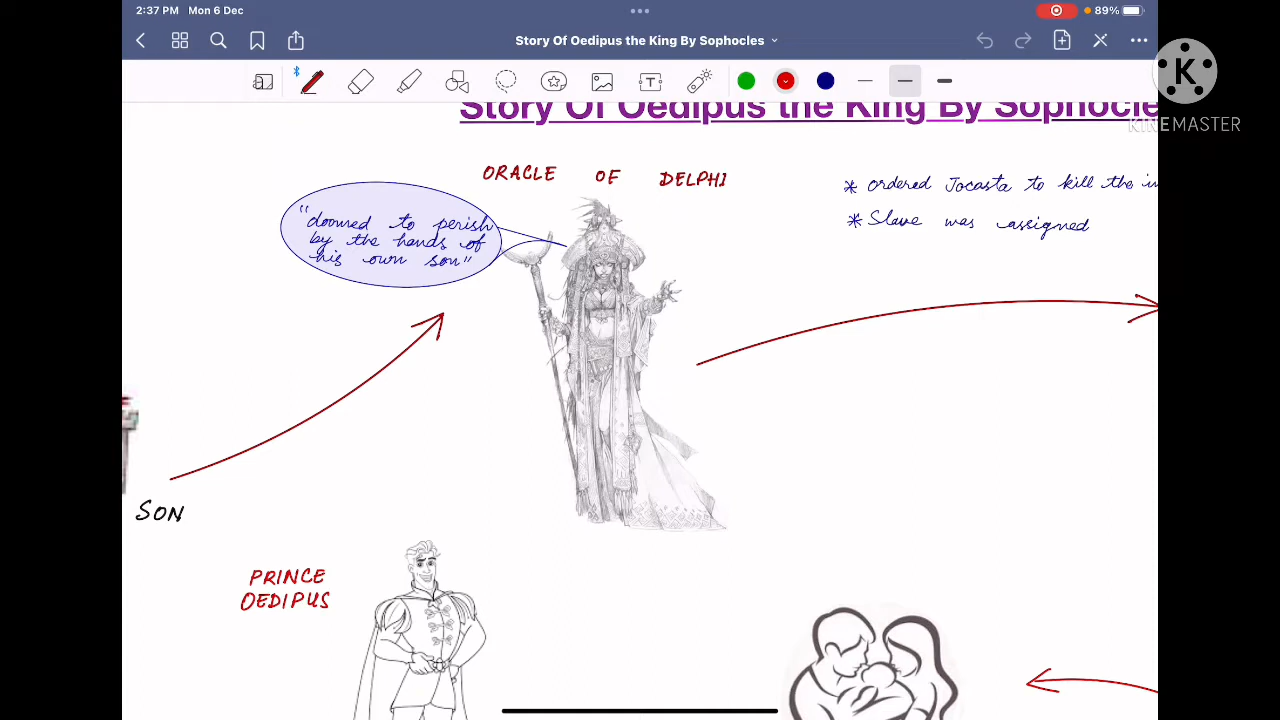 2:37 PM Mon 6 Dec
89%
Story Of Oedipus the King By Sophocles
Story Of Oedipus the King By Sophocles
K
KINEMASTER
ORACLE OF DELPHI
* ordered Jocasta to kill the
* Slave was assigned
"doomed to perish
by the hands of
his own son"
SON
PRINCE
OEDIPUS